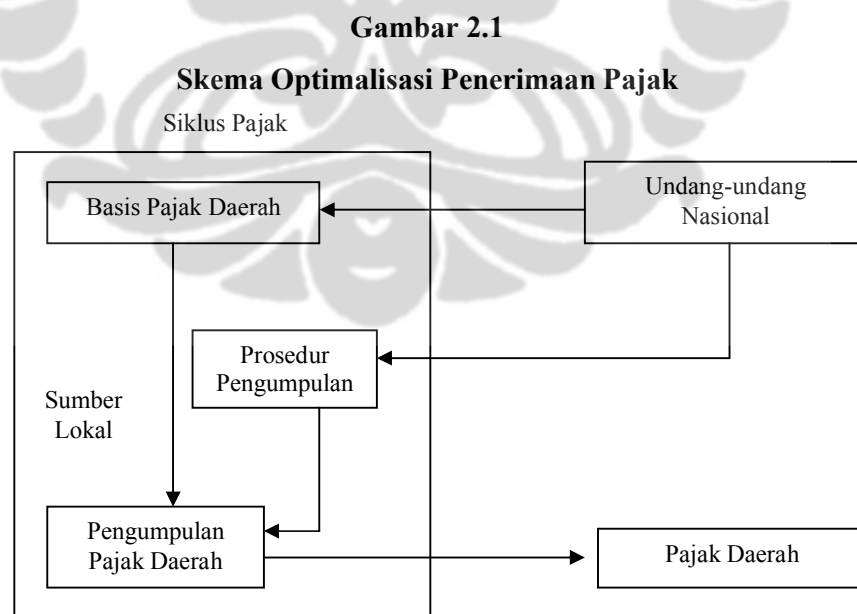 Gambar 2.1
Skema Optimalisasi Penerimaan Pajak
Siklus Pajak
Basis Pajak Daerah
Undang-undang
Nasional
Prosedur
Pengumpulan
Sumber
Lokal
Pengumpulan
Pajak Daerah
Pajak Daerah